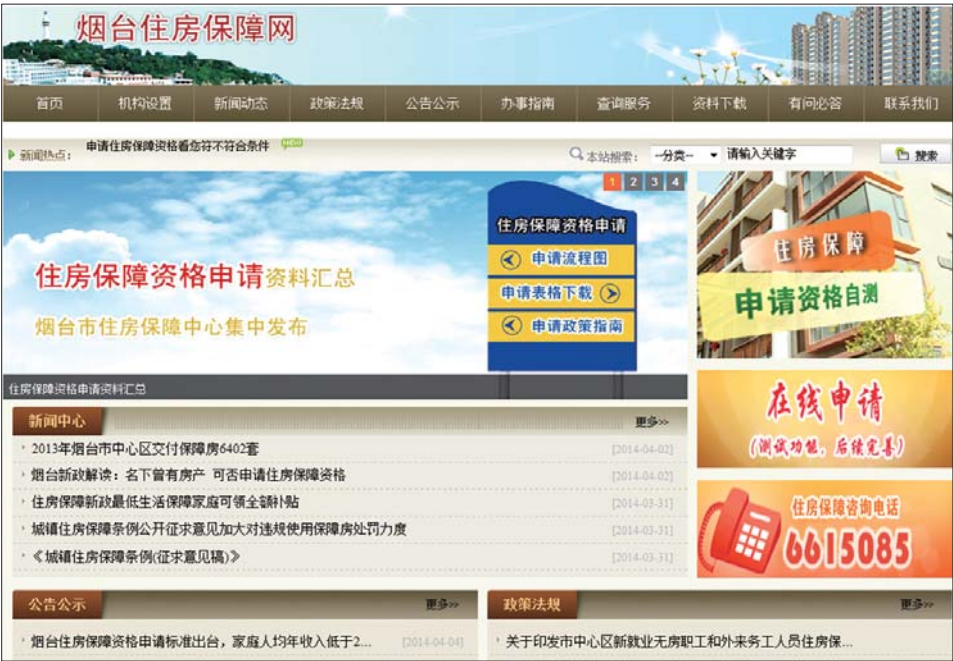 烟台住房保障网
首页 机构设置 新闻动态 政策法规 公告公示 办事指南 查询服务 资料下载 有问必答 联系我们
新闻热点： 申请住房保障资格看您符不符合条件 NEW
本站搜索： --分类-- 请输入关键字 搜索
1 2 3 4
住房保障资格申请
申请流程图
申请表格下载
申请政策指南
住房保障资格申请资料汇总
烟台市住房保障中心集中发布
住房保障资格申请资料汇总
住房保障
申请资格自测
在线申请
(测试功能，后续完善)
住房保障咨询电话
6615085
新闻中心 更多>>
2013年烟台市中心区交付保障房6402套 [2014-04-02]
烟台新政解读：名下曾有房产 可否申请住房保障资格 [2014-04-02]
住房保障新政最低生活保障家庭可领全额补贴 [2014-03-31]
城镇住房保障条例公开征求意见加大对违规使用保障房处罚力度 [2014-03-31]
《城镇住房保障条例(征求意见稿)》 [2014-03-31]
公告公示 更多>>
烟台住房保障资格申请标准出台，家庭人均年收入低于2... [2014-04-04]
政策法规 更多>>
关于印发市中心区新就业无房职工和外来务工人员住房保...